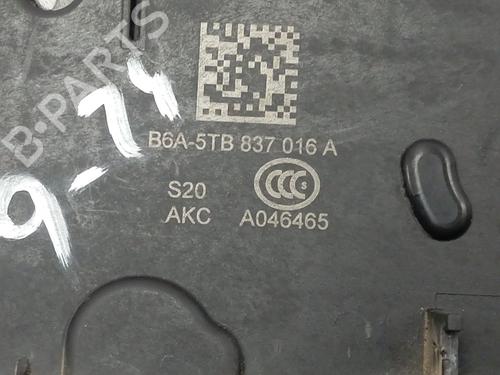 B-PARTS
9-74
B6A-5TB 837 016 A
S20
CCC S
AKC A046465